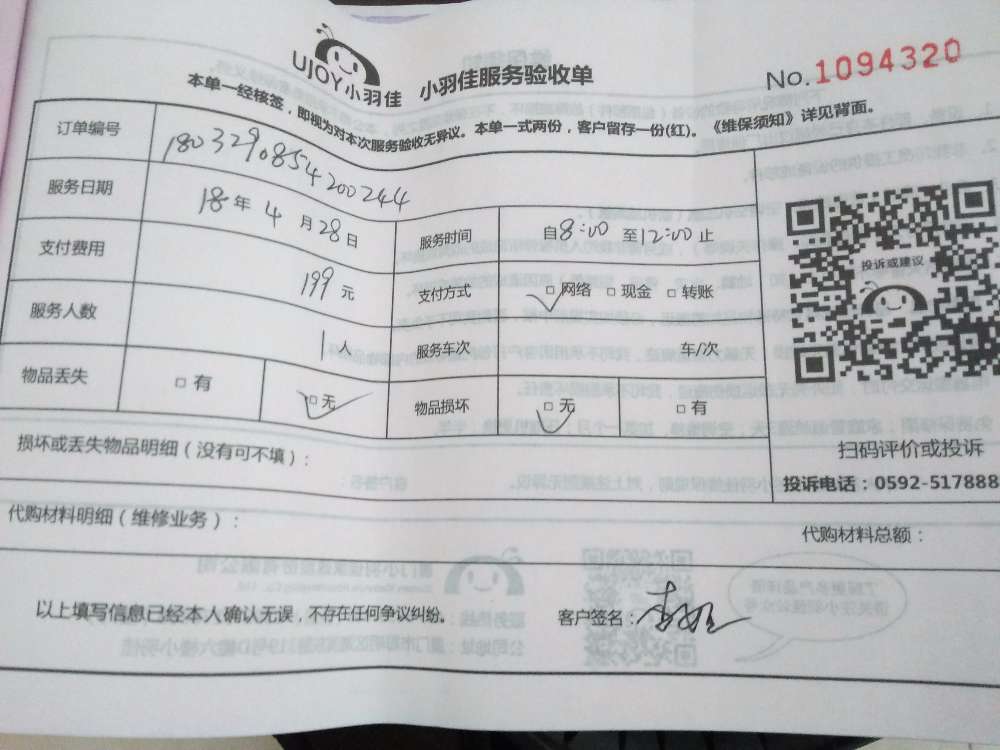 UJOY小羽佳
小羽佳服务验收单
No.1094320
本单一经核签，即视为对本次服务验收无异议。本单一式两份，客户留存一份(红)。《维保须知》详见背面。
订单编号 1803290854200244
服务日期 18年4月28日 服务时间 自8:00至12:00止
支付费用 199元 支付方式 □网络 □现金 □转账
服务人数 1人 服务车次 车/次
物品丢失 □有 □无 物品损坏 □无 □有
投诉或建议
扫码评价或投诉
投诉电话：0592-517888
损坏或丢失物品明细（没有可不填）：
代购材料明细（维修业务）： 代购材料总额：
以上填写信息已经本人确认无误，不存在任何争议纠纷。 客户签名：